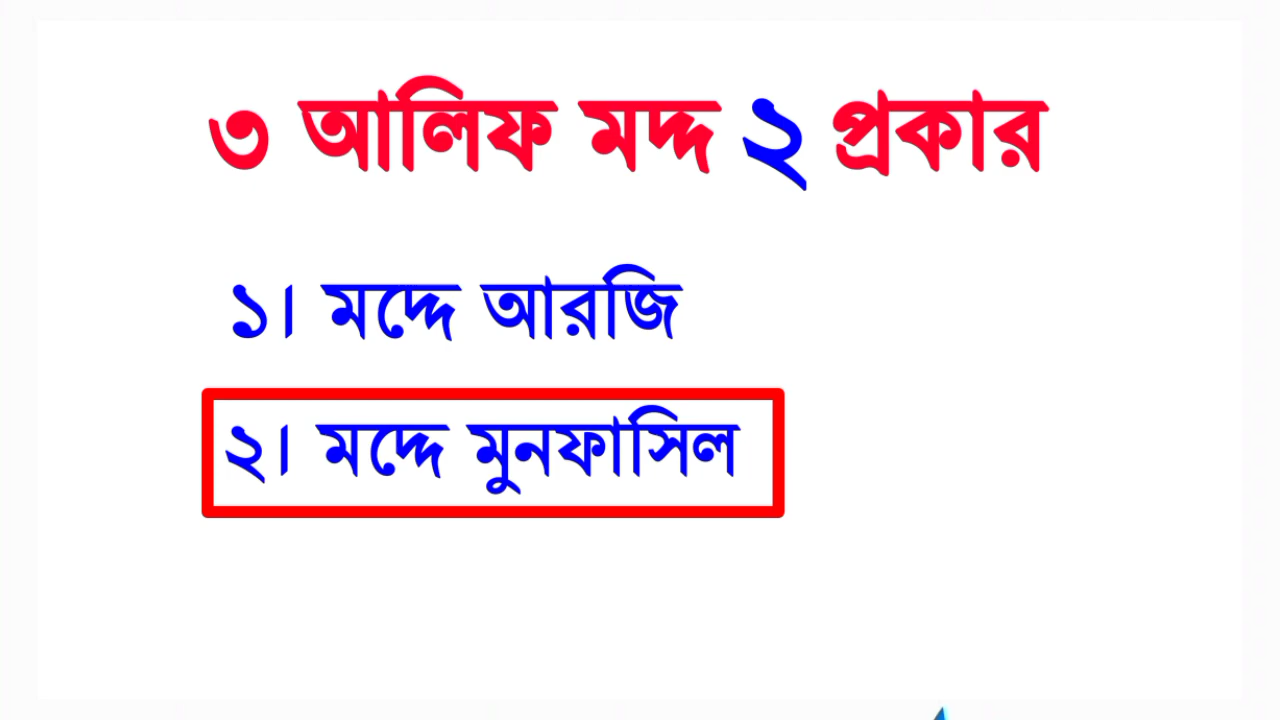 ৩ আলিফ মদ্দ ২ প্রকার
১। মদ্দে আরজি
২। মদ্দে মুনফাসিল